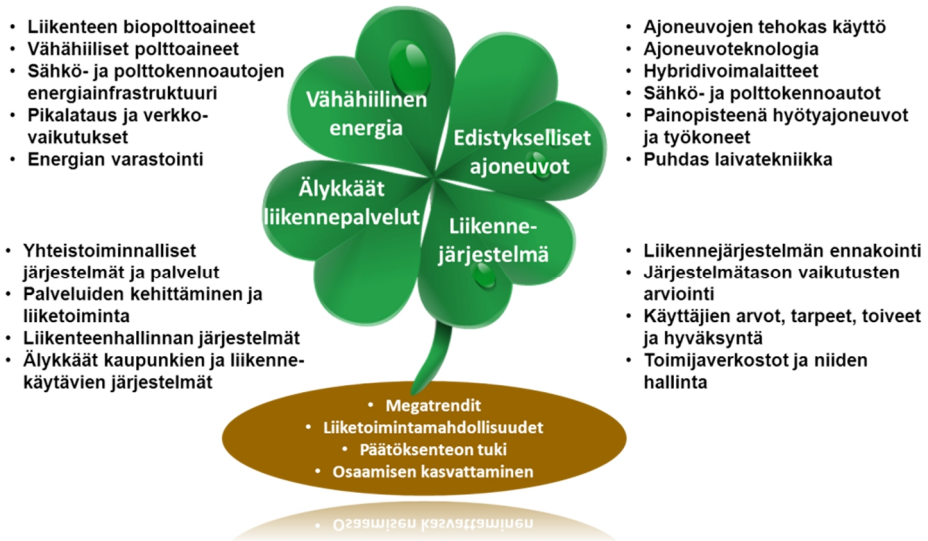 • Liikenteen biopolttoaineet
• Vähähiiliset polttoaineet
• Sähkö- ja polttokennoautojen
energiainfrastruktuuri
• Pikalataus ja verkko-
vaikutukset
• Energian varastointi
Vähähiilinen
energia
Edistykselliset
ajoneuvot
• Ajoneuvojen tehokas käyttö
• Ajoneuvoteknologia
• Hybridivoimalaitteet
• Sähkö- ja polttokennoautot
• Painopisteenä hyötyajoneuvot
ja työkoneet
• Puhdas laivatekniikka
Älykkäät
liikennepalvelut
Liikenne-
järjestelmä
• Yhteistoiminnalliset
järjestelmät ja palvelut
• Palveluiden kehittäminen ja
liiketoiminta
• Liikenteenhallinnan järjestelmät
• Älykkäät kaupunkien ja liikenne-
käytävien järjestelmät
• Liikennejärjestelmän ennakointi
• Järjestelmätason vaikutusten
arviointi
• Käyttäjien arvot, tarpeet, toiveet
ja hyväksyntä
• Toimijaverkostot ja niiden
hallinta
• Megatrendit
• Liiketoimintamahdollisuudet
• Päätöksenteon tuki
• Osaamisen kasvattaminen